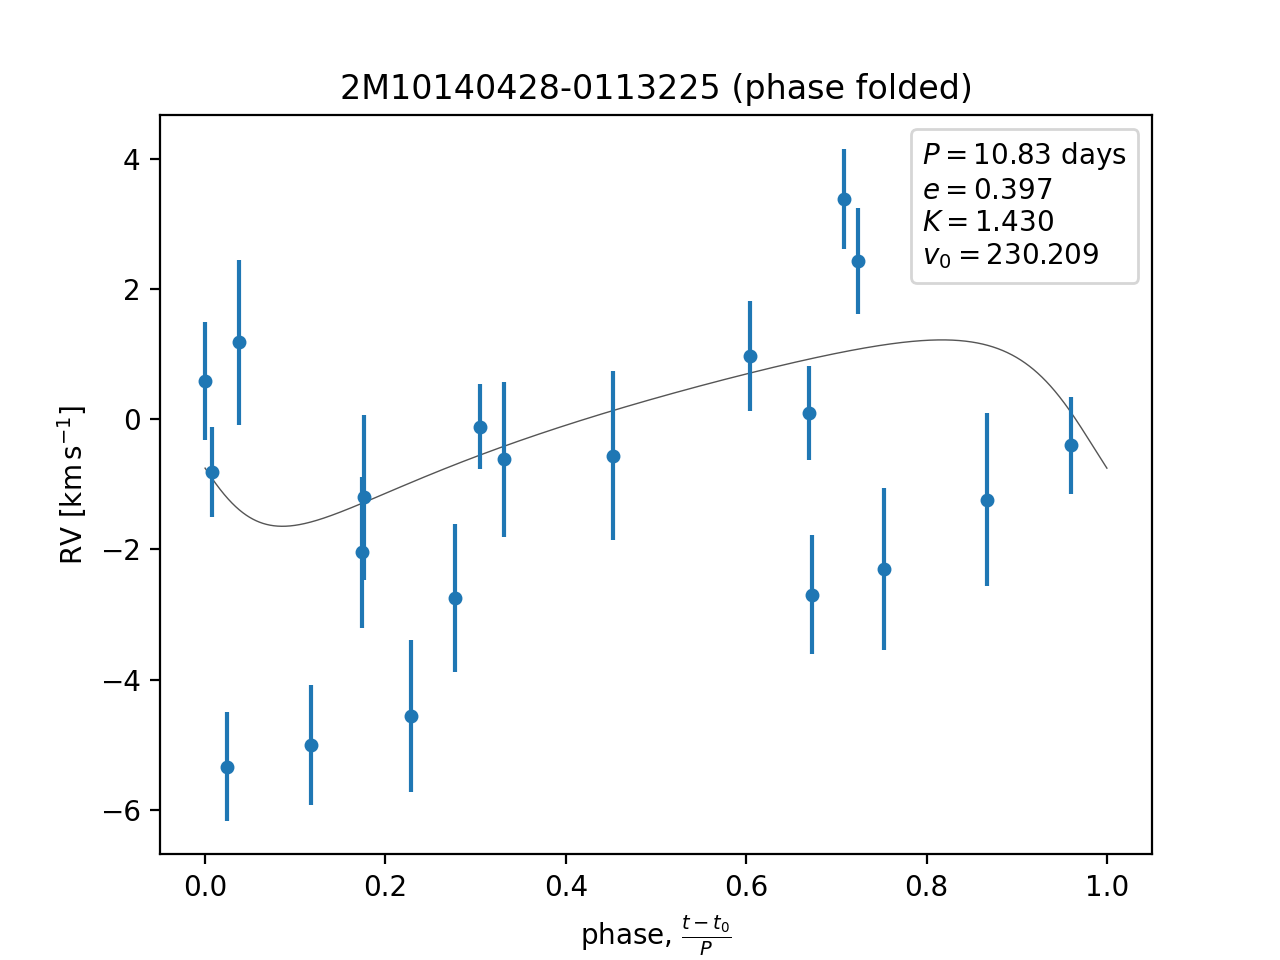 2M10140428-0113225 (phase folded)
P = 10.83 days
e = 0.397
K = 1.430
v₀ = 230.209
RV [km s⁻¹]
4
2
0
−2
−4
−6
0.0 0.2 0.4 0.6 0.8 1.0
phase, (t − t₀)/P